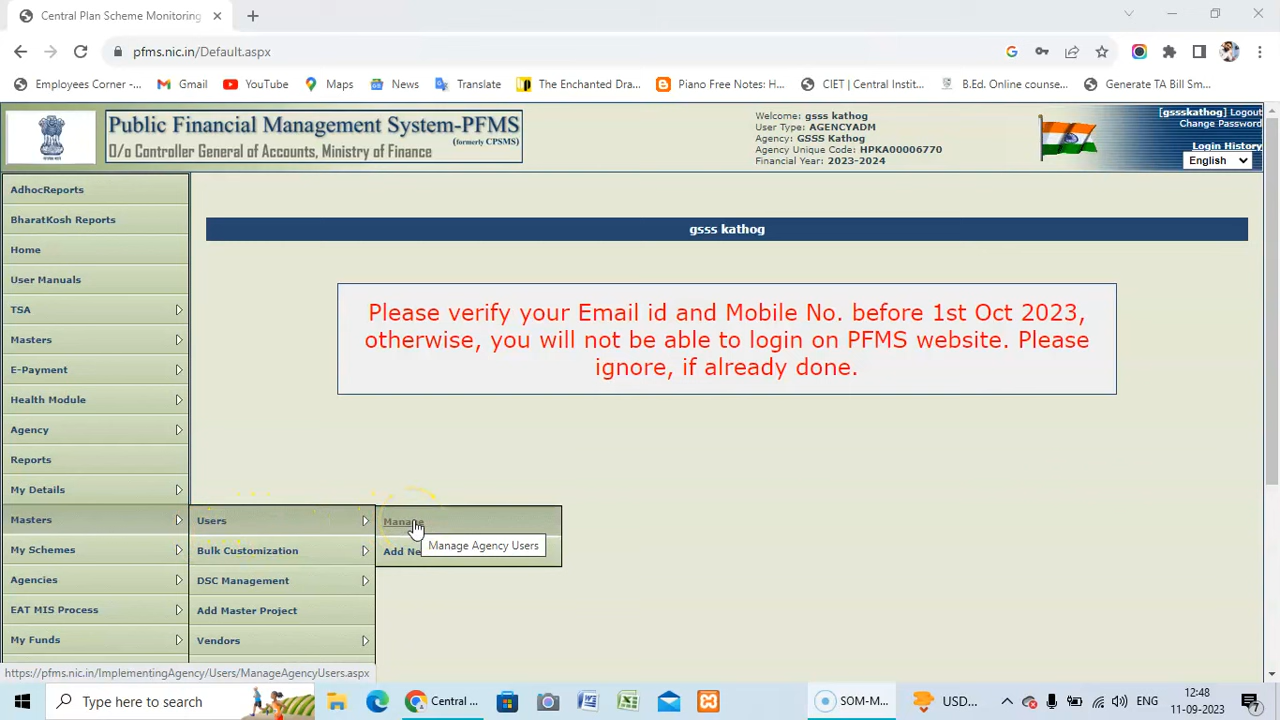 Central Plan Scheme Monitoring
pfms.nic.in/Default.aspx
Employees Corner -...
Gmail
YouTube
Maps
News
Translate
The Enchanted Dra...
Piano Free Notes: H...
CIET | Central Instit...
B.Ed. Online counse...
Generate TA Bill Sm...
Public Financial Management System-PFMS
(formerly CPSMS)
O/o Controller General of Accounts, Ministry of Finance
Welcome: gsss kathog
User Type: AGENCYADM
Agency: GSSS Kathog
Agency Unique Code: HPKA00006770
Financial Year: 2023-2024
[gssskathog] Logout
Change Password
Login History
English
AdhocReports
BharatKosh Reports
Home
User Manuals
TSA
Masters
E-Payment
Health Module
Agency
Reports
My Details
Masters
My Schemes
Agencies
EAT MIS Process
My Funds
gsss kathog
Please verify your Email id and Mobile No. before 1st Oct 2023,
otherwise, you will not be able to login on PFMS website. Please
ignore, if already done.
Users
Bulk Customization
DSC Management
Add Master Project
Vendors
Manage
Add Ne
Manage Agency Users
https://pfms.nic.in/ImplementingAgency/Users/ManageAgencyUsers.aspx
Type here to search
Central ...
SOM-M...
USD...
ENG
12:48
11-09-2023
7